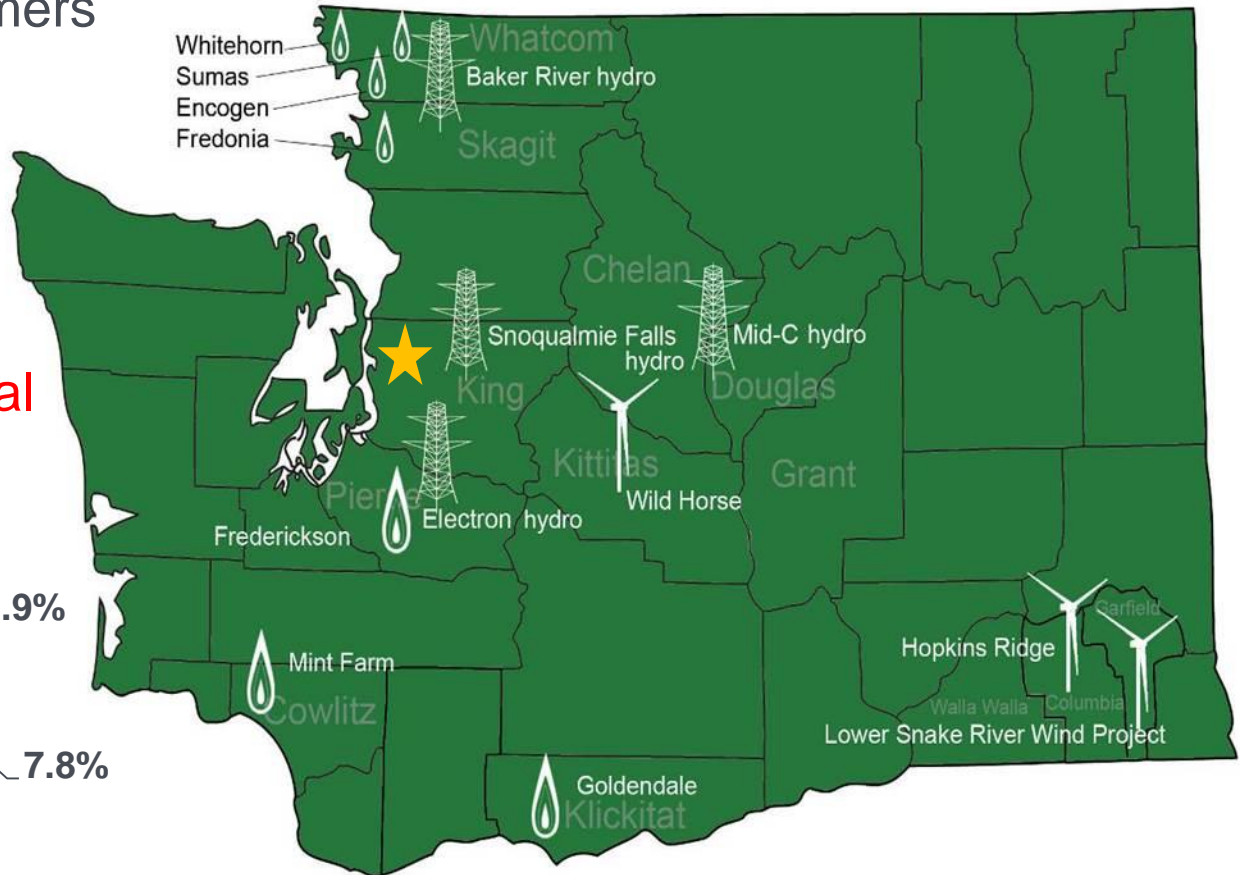 mers
Whitehorn
Sumas
Encogen
Fredonia
Whatcom
Baker River hydro
Skagit
Chelan
Snoqualmie Falls
hydro
Mid-C hydro
King
Douglas
al
Kittitas
Grant
Pierce
Wild Horse
Electron hydro
Frederickson
.9%
Garfield
Hopkins Ridge
Mint Farm
Cowlitz
Walla Walla
Columbia
Lower Snake River Wind Project
7.8%
Goldendale
Klickitat